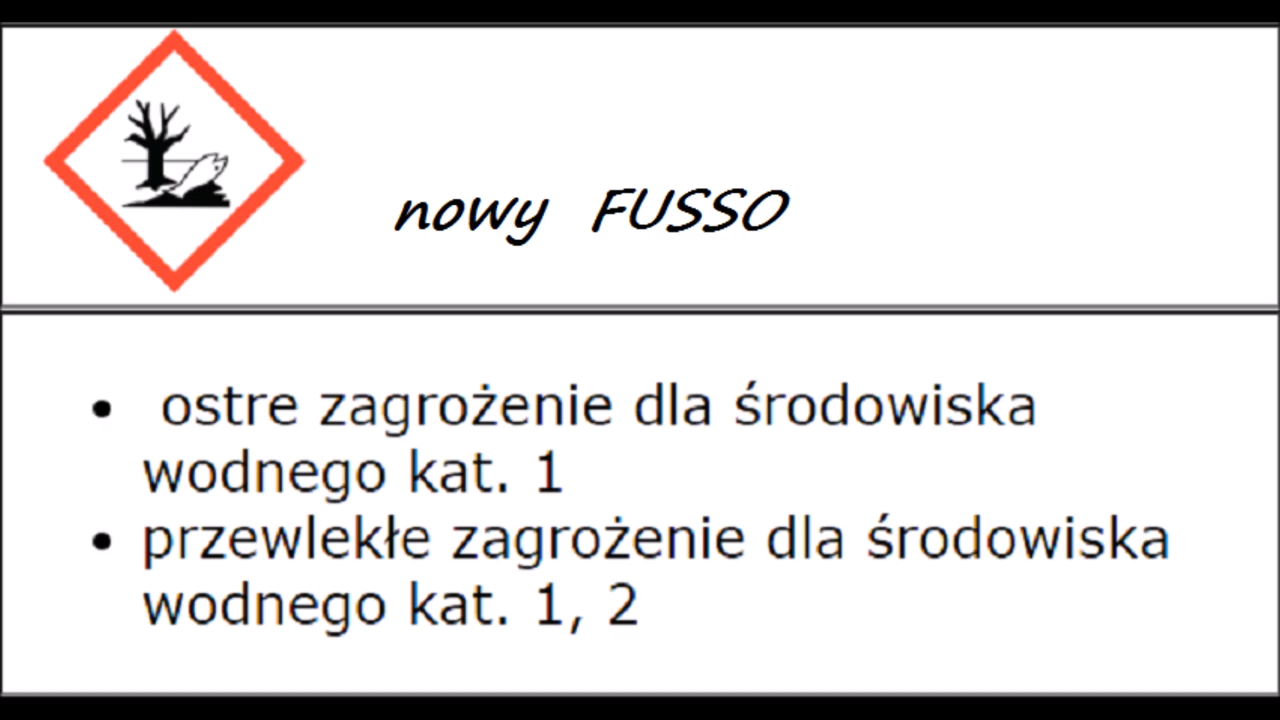 nowy FUSSO
• ostre zagrożenie dla środowiska
wodnego kat. 1
• przewlekłe zagrożenie dla środowiska
wodnego kat. 1, 2